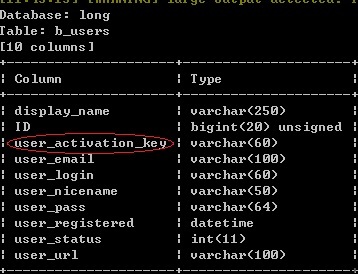 [WARNING] large output detected.
Database: long
Table: b_users
[10 columns]
+------------------+------------------+
| Column | Type |
+------------------+------------------+
| display_name | varchar(250)
| ID | bigint(20) unsigned
| user_activation_key | varchar(60)
| user_email | varchar(100)
| user_login | varchar(60)
| user_nicename | varchar(50)
| user_pass | varchar(64)
| user_registered | datetime
| user_status | int(11)
| user_url | varchar(100)
+------------------+------------------+